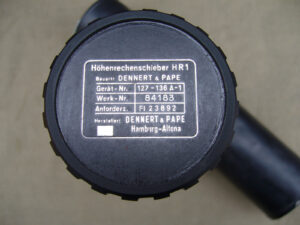 Höhenrechenschieber HR1
Bauart: DENNERT & PAPE
Gerät-Nr. 127-136 A-1
Werk-Nr. 84183
Anforderz. Fl 23892
Hersteller: DENNERT & PAPE
Hamburg-Altona